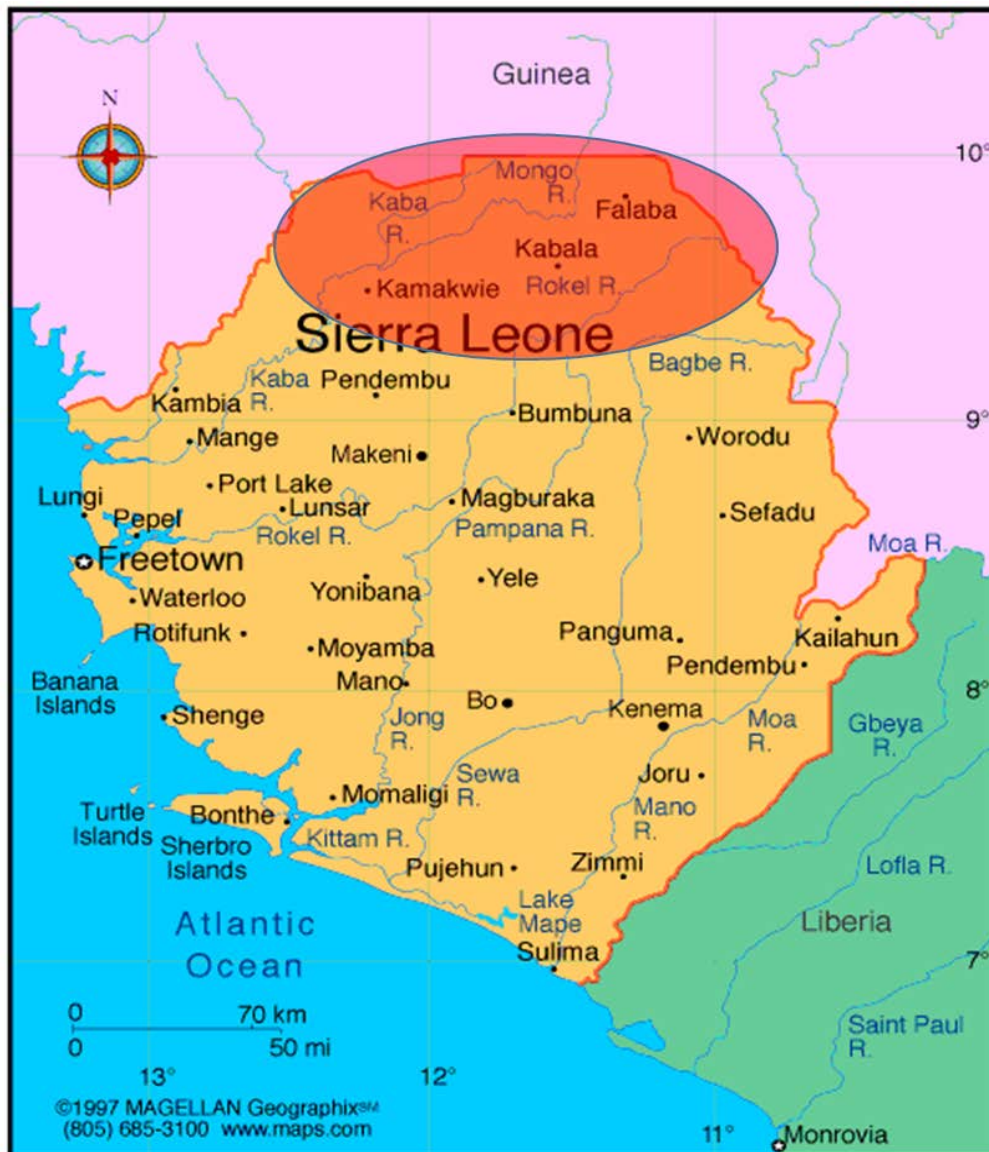 Guinea
N
10°
Mongo
R.
Kaba
R.
Falaba
Kabala
Rokel R.
Kamakwie
Sierra Leone
Bagbe R.
Kaba
R.
Pendembu
Kambia
Bumbuna
9°
Mange
Worodu
Makeni
Port Lake
Lungi
Lunsar
Magburaka
Sefadu
Pepel
Rokel R.
Pampana R.
Moa R.
Freetown
Yonibana
Yele
Waterloo
Rotifunk
Panguma
Kailahun
Moyamba
Pendembu
Banana
Islands
Mano
8°
Bo
Kenema
Shenge
Jong
R.
Moa
R.
Gbeya
R.
Sewa
R.
Joru
Momaligi
Mano
R.
Turtle
Islands
Bonthe
Sherbro
Islands
Kittam R.
Pujehun
Zimmi
Lofla R.
Lake
Mape
Liberia
Atlantic
Ocean
Sulima
7°
0 70 km
0 50 mi
Saint Paul
R.
13°
12°
11°
©1997 MAGELLAN Geographix℠
(805) 685-3100 www.maps.com
Monrovia